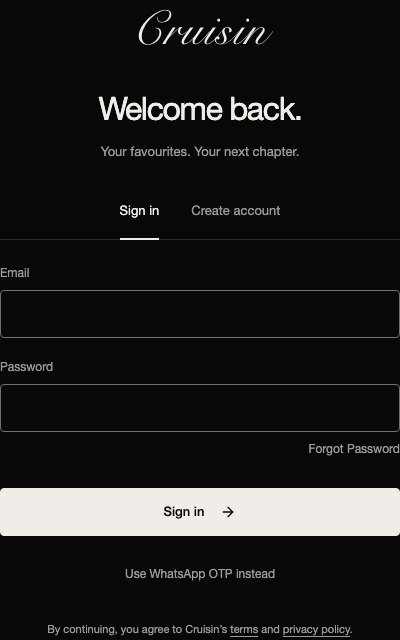 Cruisin
Welcome back.
Your favourites. Your next chapter.
Sign in
Create account
Email
Password
Forgot Password
Sign in →
Use WhatsApp OTP instead
By continuing, you agree to Cruisin’s terms and privacy policy.